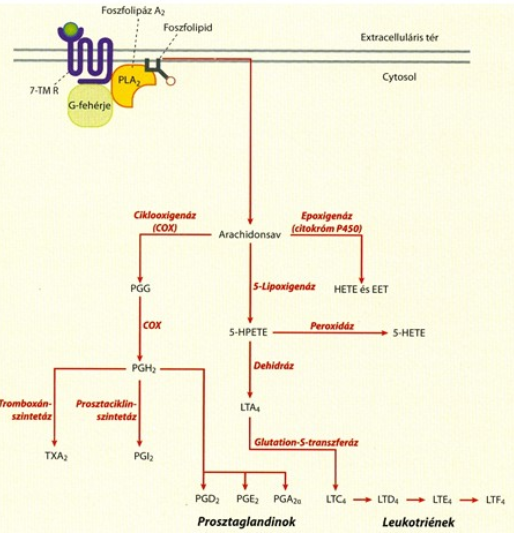 Foszfolipáz A₂
Foszfolipid
Extracelluláris tér
Cytosol
PLA₂
7-TM R
G-fehérje
Ciklooxigenáz
(COX)
Epoxigenáz
(citokróm P450)
Arachidonsav
PGG
5-Lipoxigenáz
HETE és EET
COX
5-HPETE
Peroxidáz
5-HETE
PGH₂
Dehidráz
Tromboxán-
szintetáz
Prosztaciklin-
szintetáz
LTA₄
Glutation-S-transzferáz
TXA₂
PGI₂
PGD₂
PGE₂
PGA₂α
LTC₄
LTD₄
LTE₄
LTF₄
Prosztaglandinok
Leukotriének